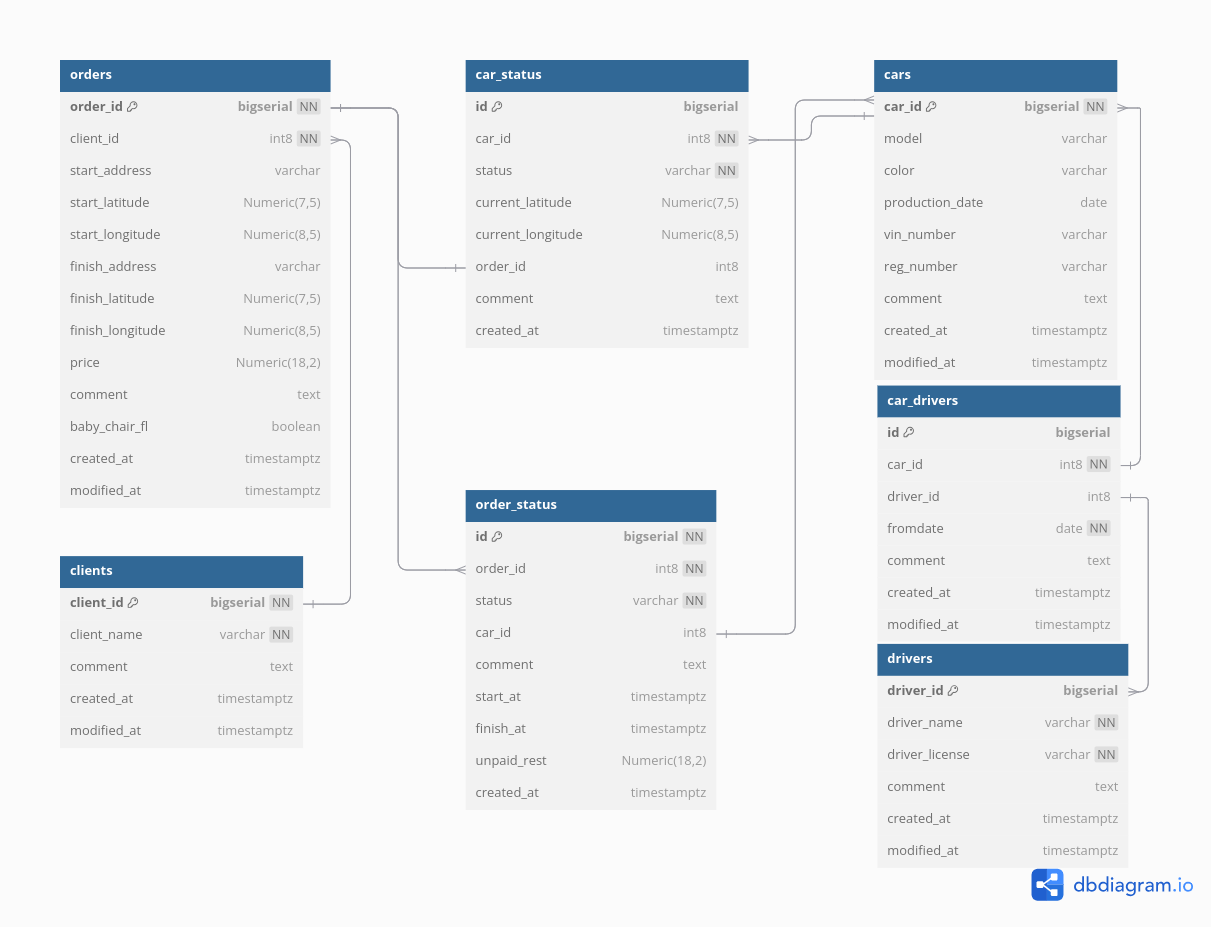 orders
order_id bigserial NN
client_id int8 NN
start_address varchar
start_latitude Numeric(7,5)
start_longitude Numeric(8,5)
finish_address varchar
finish_latitude Numeric(7,5)
finish_longitude Numeric(8,5)
price Numeric(18,2)
comment text
baby_chair_fl boolean
created_at timestamptz
modified_at timestamptz
clients
client_id bigserial NN
client_name varchar NN
comment text
created_at timestamptz
modified_at timestamptz
car_status
id bigserial
car_id int8 NN
status varchar NN
current_latitude Numeric(7,5)
current_longitude Numeric(8,5)
order_id int8
comment text
created_at timestamptz
order_status
id bigserial NN
order_id int8 NN
status varchar NN
car_id int8
comment text
start_at timestamptz
finish_at timestamptz
unpaid_rest Numeric(18,2)
created_at timestamptz
cars
car_id bigserial NN
model varchar
color varchar
production_date date
vin_number varchar
reg_number varchar
comment text
created_at timestamptz
modified_at timestamptz
car_drivers
id bigserial
car_id int8 NN
driver_id int8
fromdate date NN
comment text
created_at timestamptz
modified_at timestamptz
drivers
driver_id bigserial
driver_name varchar NN
driver_license varchar NN
comment text
created_at timestamptz
modified_at timestamptz
dbdiagram.io